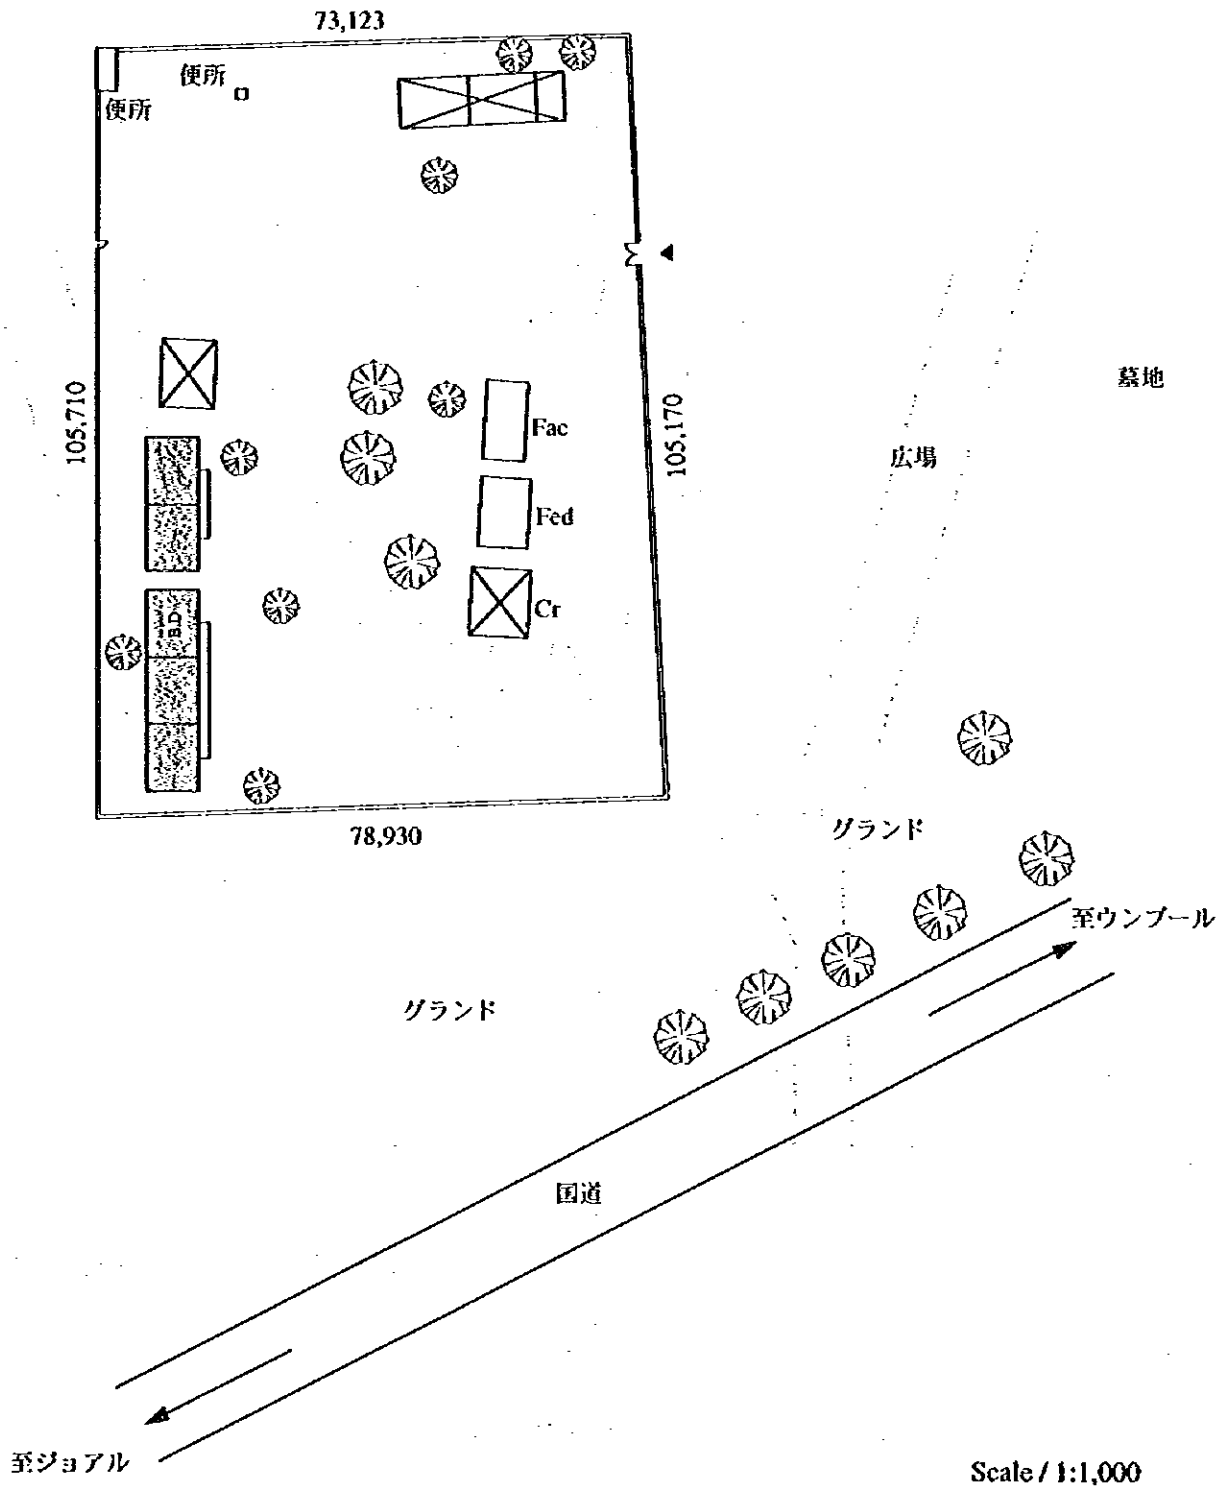 73,123
便所
便所
105,710
105,170
Fac
Fed
Cr
B.D
78,930
墓地
広場
グランド
至ウンブール
グランド
国道
至ジョアル
Scale / 1:1,000